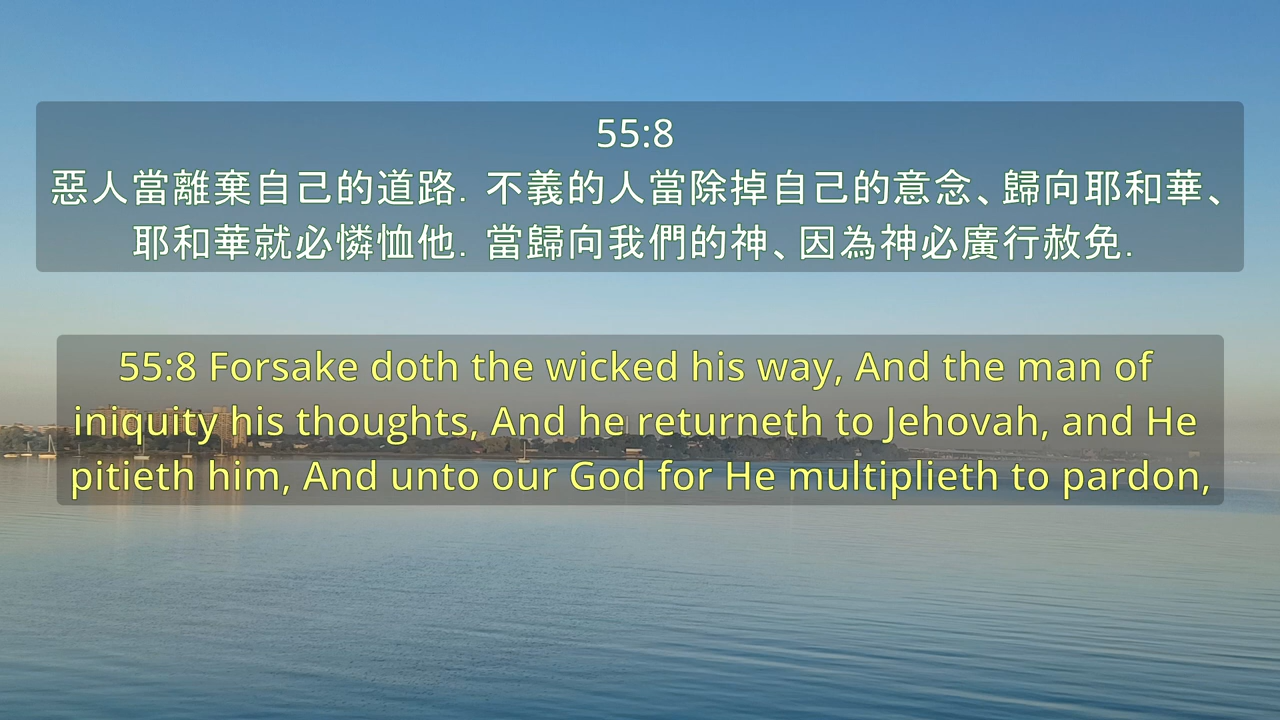 55:8
惡人當離棄自己的道路. 不義的人當除掉自己的意念、歸向耶和華、
耶和華就必憐恤他. 當歸向我們的神、因為神必廣行赦免.
55:8 Forsake doth the wicked his way, And the man of
iniquity his thoughts, And he returneth to Jehovah, and He
pitieth him, And unto our God for He multiplieth to pardon,